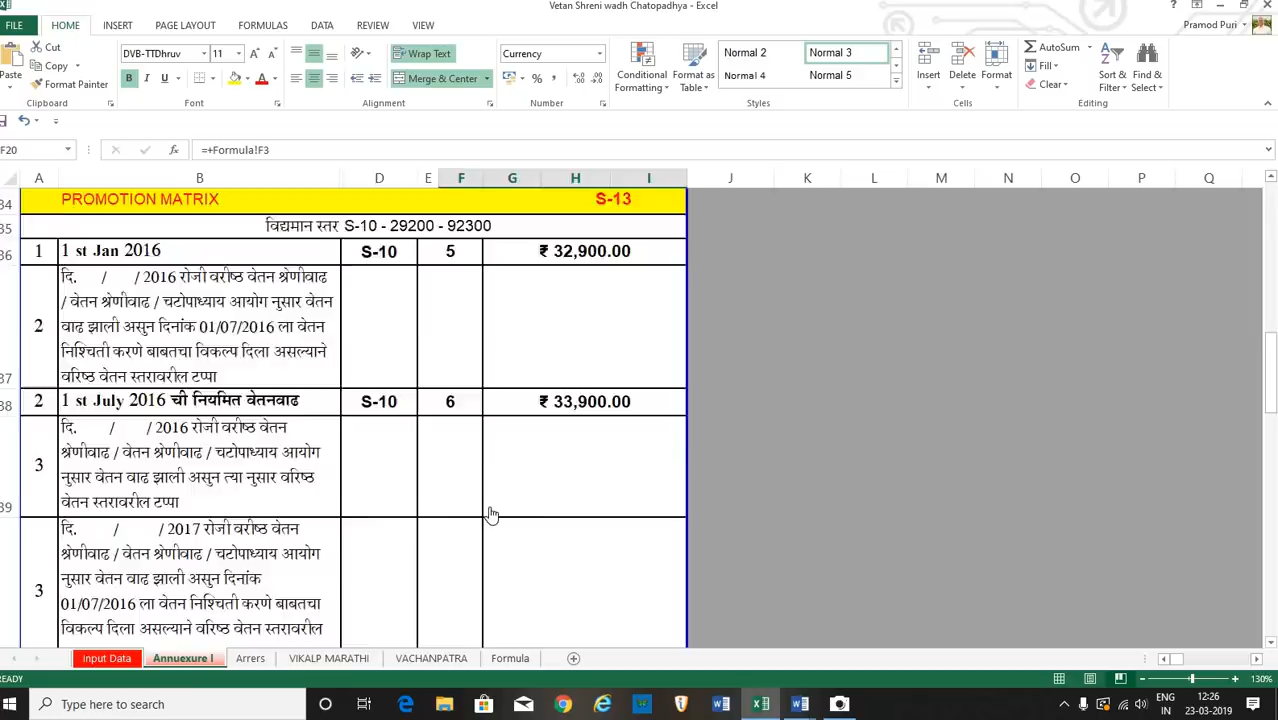 Vetan Shreni wadh Chatopadhya - Excel
FILE HOME INSERT PAGE LAYOUT FORMULAS DATA REVIEW VIEW
Pramod Puri
Cut
Copy
Format Painter
Paste
Clipboard
DVB-TTDhruv 11
B I U
Font
Wrap Text
Merge & Center
Alignment
Currency
Number
Conditional Formatting
Format as Table
Normal 2 Normal 3
Normal 4 Normal 5
Styles
Insert Delete Format
Cells
AutoSum
Fill
Clear
Sort & Filter
Find & Select
Editing
F20 =+Formula!F3
A B D E F G H I J K L M N O P Q
34 PROMOTION MATRIX S-13
35 विद्यमान स्तर S-10 - 29200 - 92300
36 1 1 st Jan 2016 S-10 5 ₹ 32,900.00
दि. / / 2016 रोजी वरीष्ठ वेतन श्रेणीवाढ
/ वेतन श्रेणीवाढ / चटोपाध्याय आयोग नुसार वेतन
2 वाढ झाली असुन दिनांक 01/07/2016 ला वेतन
निश्चिती करणे बाबतचा विकल्प दिला असल्याने
37 वरिष्ठ वेतन स्तरावरील टप्पा
38 2 1 st July 2016 ची नियमित वेतनवाढ S-10 6 ₹ 33,900.00
दि. / / 2016 रोजी वरीष्ठ वेतन
श्रेणीवाढ / वेतन श्रेणीवाढ / चटोपाध्याय आयोग
3 नुसार वेतन वाढ झाली असुन त्या नुसार वरिष्ठ
39 वेतन स्तरावरील टप्पा
दि. / / 2017 रोजी वरीष्ठ वेतन
श्रेणीवाढ / वेतन श्रेणीवाढ / चटोपाध्याय आयोग
3 नुसार वेतन वाढ झाली असुन दिनांक
01/07/2016 ला वेतन निश्चिती करणे बाबतचा
विकल्प दिला असल्याने वरिष्ठ वेतन स्तरावरील
Input Data Annuexure I Arrers VIKALP MARATHI VACHANPATRA Formula
READY 130%
Type here to search
ENG
IN
12:26
23-03-2019